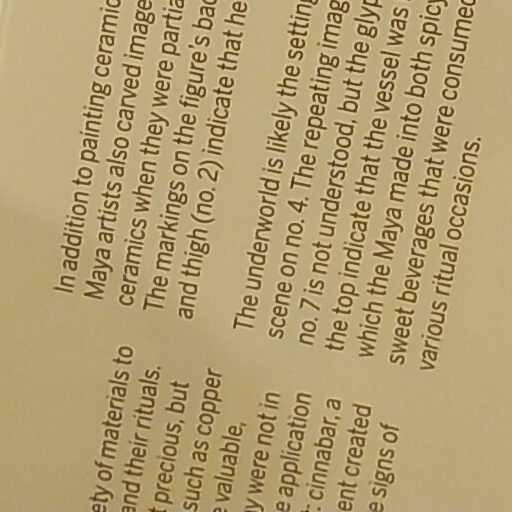 ety of materials to
and their rituals.
t precious, but
such as copper
e valuable,
y were not in
e application
: cinnabar, a
ent created
e signs of
In addition to painting ceramic
Maya artists also carved image
ceramics when they were partia
The markings on the figure's bac
and thigh (no. 2) indicate that he
The underworld is likely the setting
scene on no. 4. The repeating imag
no. 7 is not understood, but the glyp
the top indicate that the vessel was
which the Maya made into both spicy
sweet beverages that were consumed
various ritual occasions.